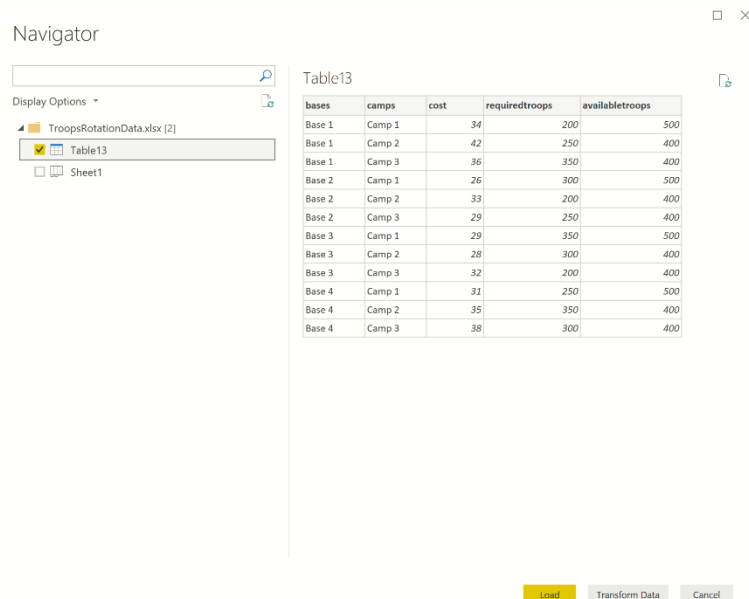 Navigator
Display Options
TroopsRotationData.xlsx [2]
Table13
Sheet1
Table13
bases camps cost requiredtroops availabletroops
Base 1 Camp 1 34 200 500
Base 1 Camp 2 42 250 400
Base 1 Camp 3 36 350 400
Base 2 Camp 1 26 300 500
Base 2 Camp 2 33 200 400
Base 2 Camp 3 29 250 400
Base 3 Camp 1 29 350 500
Base 3 Camp 2 28 300 400
Base 3 Camp 3 32 200 400
Base 4 Camp 1 31 250 500
Base 4 Camp 2 35 350 400
Base 4 Camp 3 38 300 400
Load Transform Data Cancel